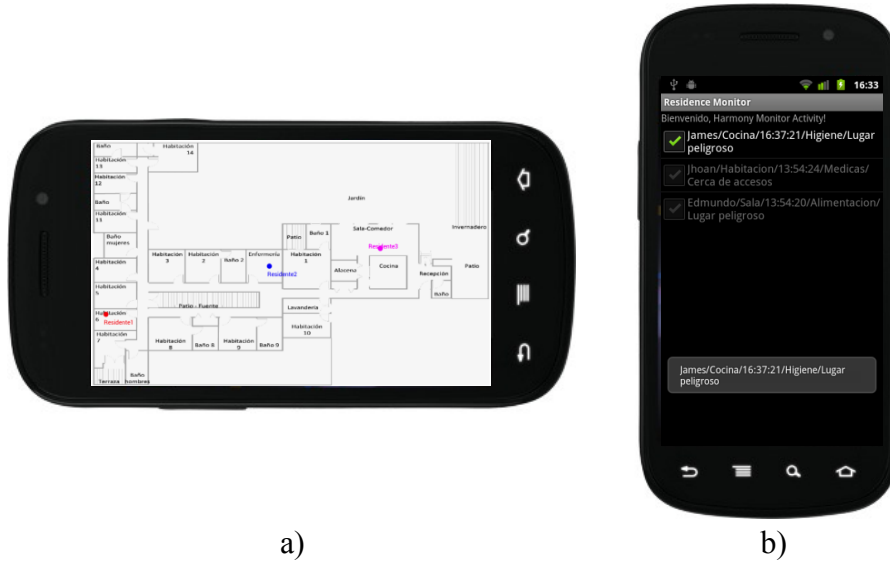 Baño
Habitación
14
Habitación
13
Habitación
12
Baño
Habitación
11
Baño
mujeres
Habitación
4
Habitación
5
Habitación
6
Residente1
Habitación
7
Terraza
Baño
hombres
Habitación
3
Habitación
2
Baño 2
Enfermería
Residente2
Patio
Baño 1
Habitación
1
Patio - Fuente
Lavandería
Habitación
10
Habitación
8
Baño 8
Habitación
9
Baño 9
Jardín
Sala-Comedor
Residente3
Alacena
Cocina
Recepción
Baño
Invernadero
Patio
a)
16:33
Residence Monitor
Bienvenido, Harmony Monitor Activity!
James/Cocina/16:37:21/Higiene/Lugar
peligroso
Jhoan/Habitacion/13:54:24/Medicas/
Cerca de accesos
Edmundo/Sala/13:54:20/Alimentacion/
Lugar peligroso
James/Cocina/16:37:21/Higiene/Lugar
peligroso
b)